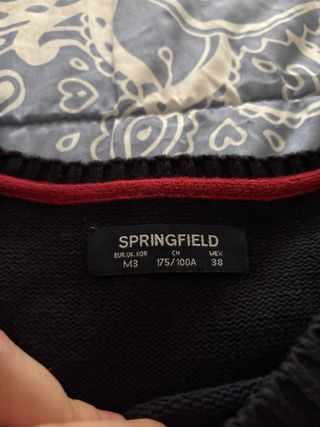 SPRINGFIELD
EUR.UK.KOR CN MEX
M3 175/100A 38